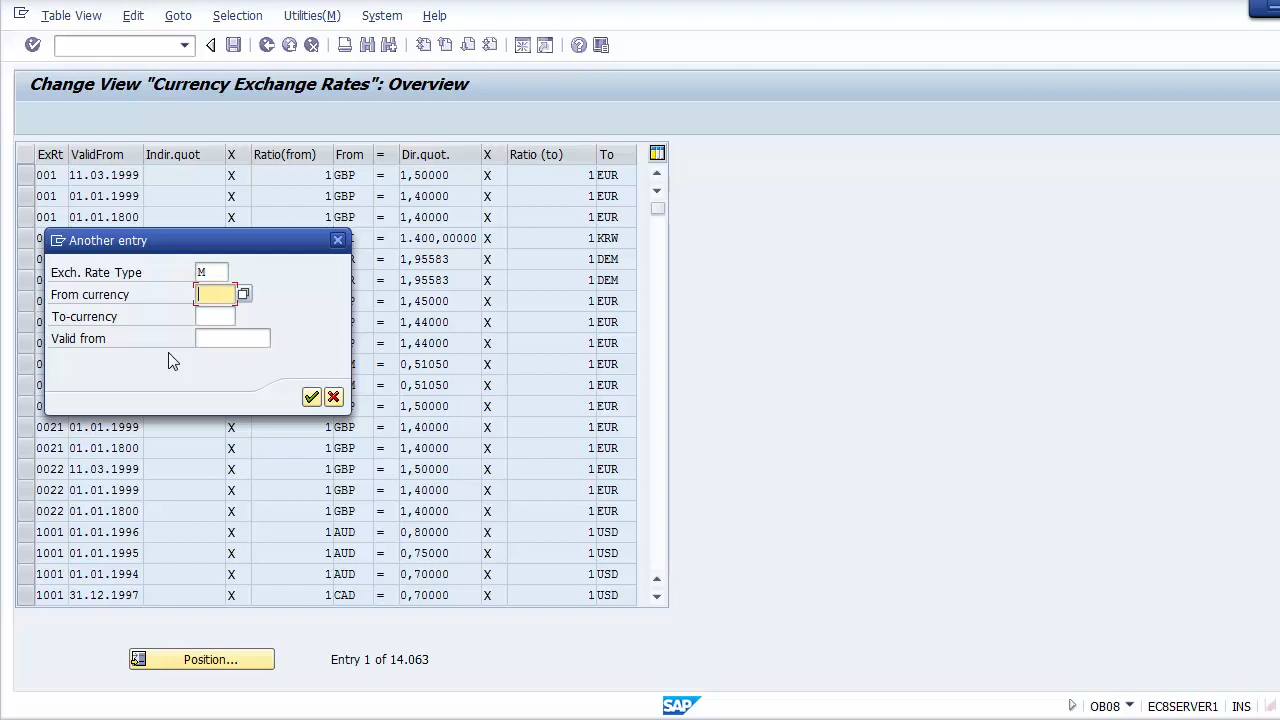 Table View Edit Goto Selection Utilities(M) System Help
Change View "Currency Exchange Rates": Overview
ExRt ValidFrom Indir.quot X Ratio(from) From = Dir.quot. X Ratio (to) To
001 11.03.1999 X 1 GBP = 1,50000 X 1 EUR
001 01.01.1999 X 1 GBP = 1,40000 X 1 EUR
001 01.01.1800 X 1 GBP = 1,40000 X 1 EUR
= 1.400,00000 X 1 KRW
Another entry
= 1,95583 X 1 DEM
Exch. Rate Type M
= 1,95583 X 1 DEM
From currency
= 1,45000 X 1 EUR
To-currency
= 1,44000 X 1 EUR
Valid from
= 1,44000 X 1 EUR
= 0,51050 X 1 EUR
= 0,51050 X 1 EUR
= 1,50000 X 1 EUR
0021 01.01.1999 X 1 GBP = 1,40000 X 1 EUR
0021 01.01.1800 X 1 GBP = 1,40000 X 1 EUR
0022 11.03.1999 X 1 GBP = 1,50000 X 1 EUR
0022 01.01.1999 X 1 GBP = 1,40000 X 1 EUR
0022 01.01.1800 X 1 GBP = 1,40000 X 1 EUR
1001 01.01.1996 X 1 AUD = 0,80000 X 1 USD
1001 01.01.1995 X 1 AUD = 0,75000 X 1 USD
1001 01.01.1994 X 1 AUD = 0,70000 X 1 USD
1001 31.12.1997 X 1 CAD = 0,70000 X 1 USD
Position... Entry 1 of 14.063
SAP OB08 EC8SERVER1 INS